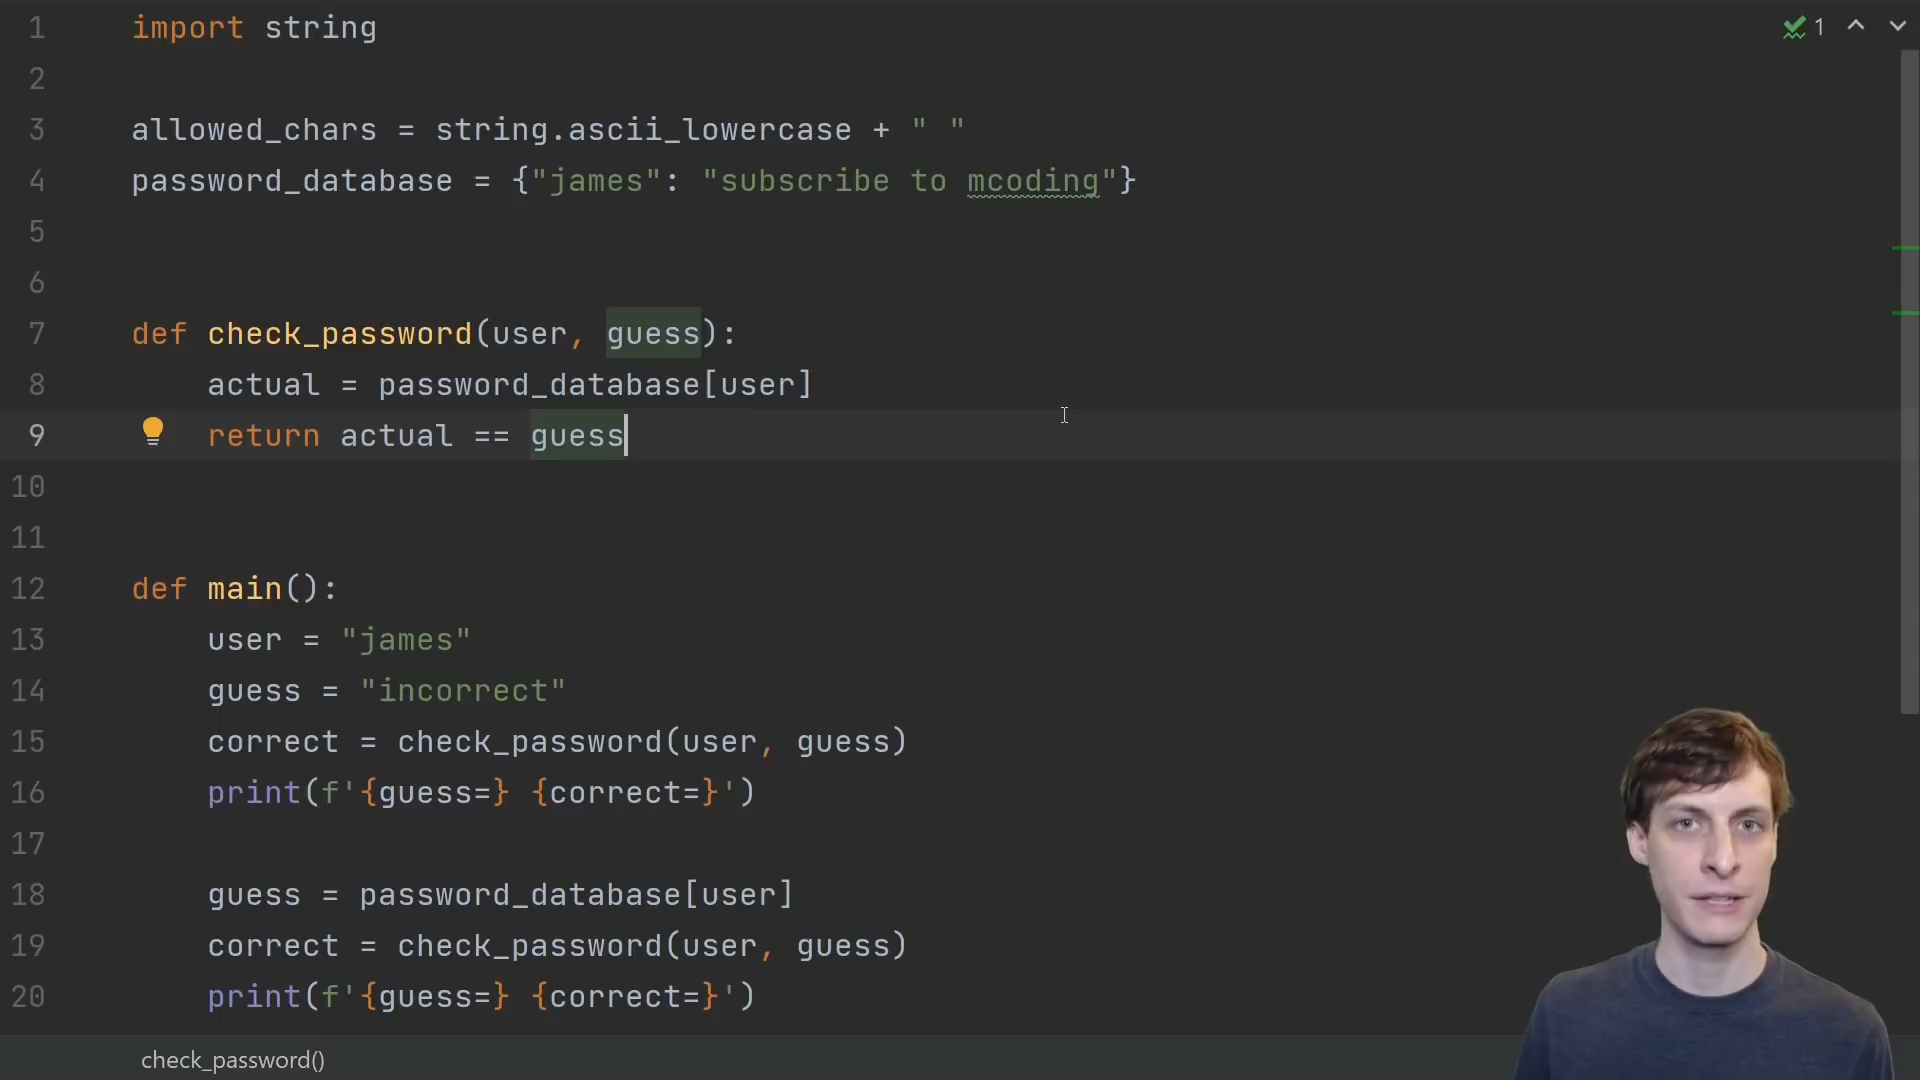 1 import string
2
3 allowed_chars = string.ascii_lowercase + " "
4 password_database = {"james": "subscribe to mcoding"}
5
6
7 def check_password(user, guess):
8     actual = password_database[user]
9     return actual == guess
10
11
12 def main():
13     user = "james"
14     guess = "incorrect"
15     correct = check_password(user, guess)
16     print(f'{guess=} {correct=}')
17
18     guess = password_database[user]
19     correct = check_password(user, guess)
20     print(f'{guess=} {correct=}')
check_password()
1